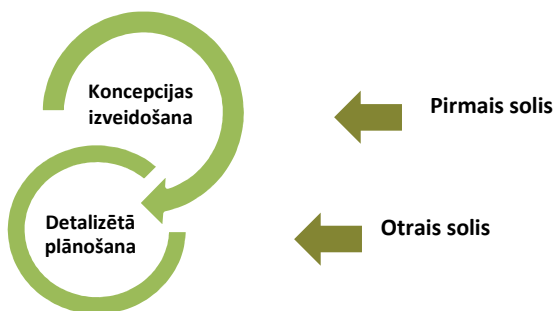 Koncepcijas
izveidošana
Pirmais solis
Detalizētā
plānošana
Otrais solis